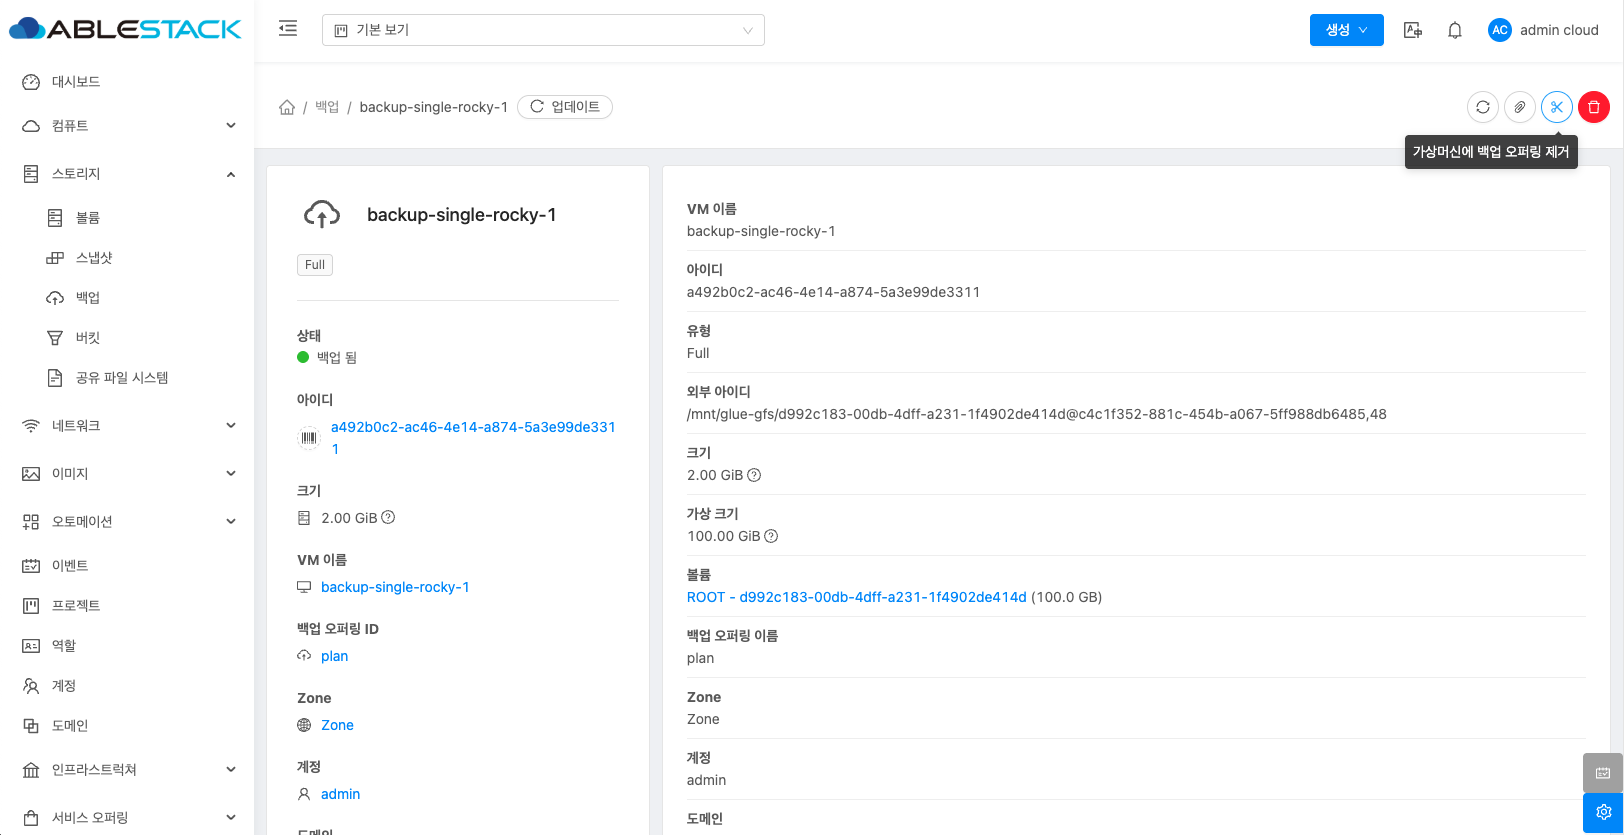 ABLESTACK
기본 보기
생성
AC
admin cloud
대시보드
컴퓨트
스토리지
볼륨
스냅샷
백업
버킷
공유 파일 시스템
네트워크
이미지
오토메이션
이벤트
프로젝트
역할
계정
도메인
인프라스트럭쳐
서비스 오퍼링
/ 백업 / backup-single-rocky-1 업데이트
가상머신에 백업 오퍼링 제거
backup-single-rocky-1
Full
상태
백업 됨
아이디
a492b0c2-ac46-4e14-a874-5a3e99de331
1
크기
2.00 GiB
VM 이름
backup-single-rocky-1
백업 오퍼링 ID
plan
Zone
Zone
계정
admin
도메인
VM 이름
backup-single-rocky-1
아이디
a492b0c2-ac46-4e14-a874-5a3e99de3311
유형
Full
외부 아이디
/mnt/glue-gfs/d992c183-00db-4dff-a231-1f4902de414d@c4c1f352-881c-454b-a067-5ff988db6485,48
크기
2.00 GiB
가상 크기
100.00 GiB
볼륨
ROOT - d992c183-00db-4dff-a231-1f4902de414d (100.0 GB)
백업 오퍼링 이름
plan
Zone
Zone
계정
admin
도메인